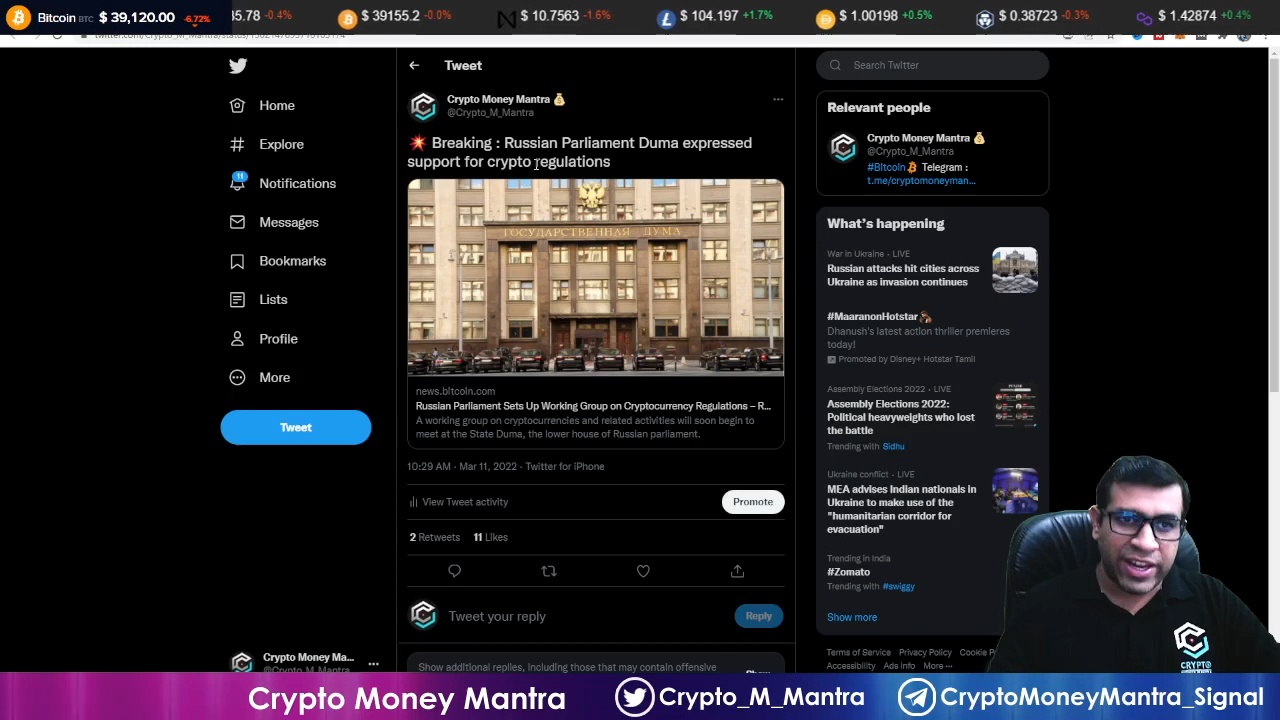 Bitcoin BTC $ 39,120.00 -6.72%
85.78 -0.4%
$ 39155.2 -0.0%
$ 10.7563 -1.6%
$ 104.197 +1.7%
$ 1.00198 +0.5%
$ 0.38723 -0.3%
$ 1.42874 +0.4%
Home
Explore
11
Notifications
Messages
Bookmarks
Lists
Profile
More
Tweet
Crypto Money Ma...
Tweet
Crypto Money Mantra
@Crypto_M_Mantra
Breaking : Russian Parliament Duma expressed
support for crypto regulations
ГОСУДАРСТВЕННАЯ ДУМА
news.bitcoin.com
Russian Parliament Sets Up Working Group on Cryptocurrency Regulations – R...
A working group on cryptocurrencies and related activities will soon begin to
meet at the State Duma, the lower house of Russian parliament.
10:29 AM · Mar 11, 2022 · Twitter for iPhone
View Tweet activity
Promote
2 Retweets 11 Likes
Tweet your reply
Reply
Show additional replies, including those that may contain offensive
Search Twitter
Relevant people
Crypto Money Mantra
@Crypto_M_Mantra
#Bitcoin Telegram :
t.me/cryptomoneyman...
What's happening
War in Ukraine · LIVE
Russian attacks hit cities across
Ukraine as invasion continues
#MaaranonHotstar
Dhanush's latest action thriller premieres
today!
Promoted by Disney+ Hotstar Tamil
Assembly Elections 2022 · LIVE
Assembly Elections 2022:
Political heavyweights who lost
the battle
Trending with Sidhu
Ukraine conflict · LIVE
MEA advises Indian nationals in
Ukraine to make use of the
"humanitarian corridor for
evacuation"
Trending in India
#Zomato
Trending with #swiggy
Show more
Terms of Service Privacy Policy Cookie P
Accessibility Ads Info More ...
CRYPTO
Crypto Money Mantra
Crypto_M_Mantra
CryptoMoneyMantra_Signal